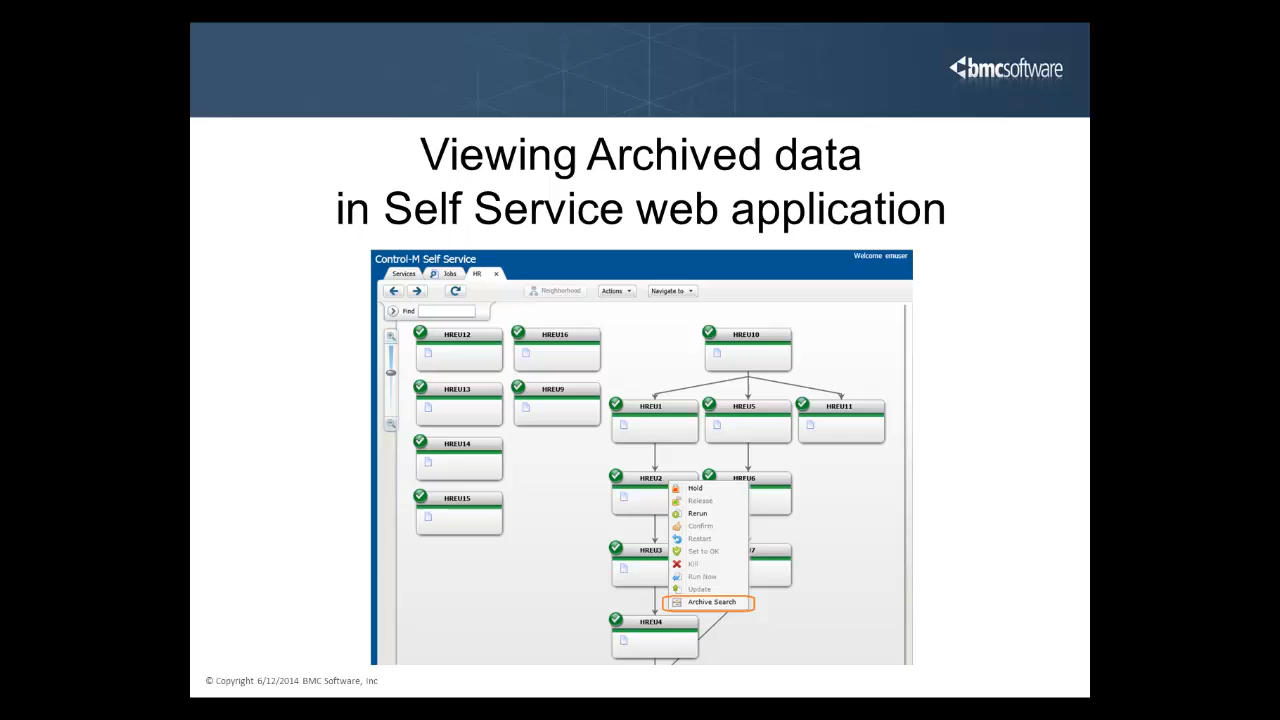 bmcsoftware
Viewing Archived data
in Self Service web application
Control-M Self Service
Welcome emuser
Services
Jobs
HR
Neighborhood
Actions
Navigate to
Find
HREU12
HREU16
HREU10
HREU13
HREU9
HREU1
HREU5
HREU11
HREU14
HREU2
HREU6
Hold
HREU15
Release
Rerun
Confirm
Restart
HREU3
7
Set to OK
Kill
Run Now
Update
Archive Search
HREU4
© Copyright 6/12/2014 BMC Software, Inc